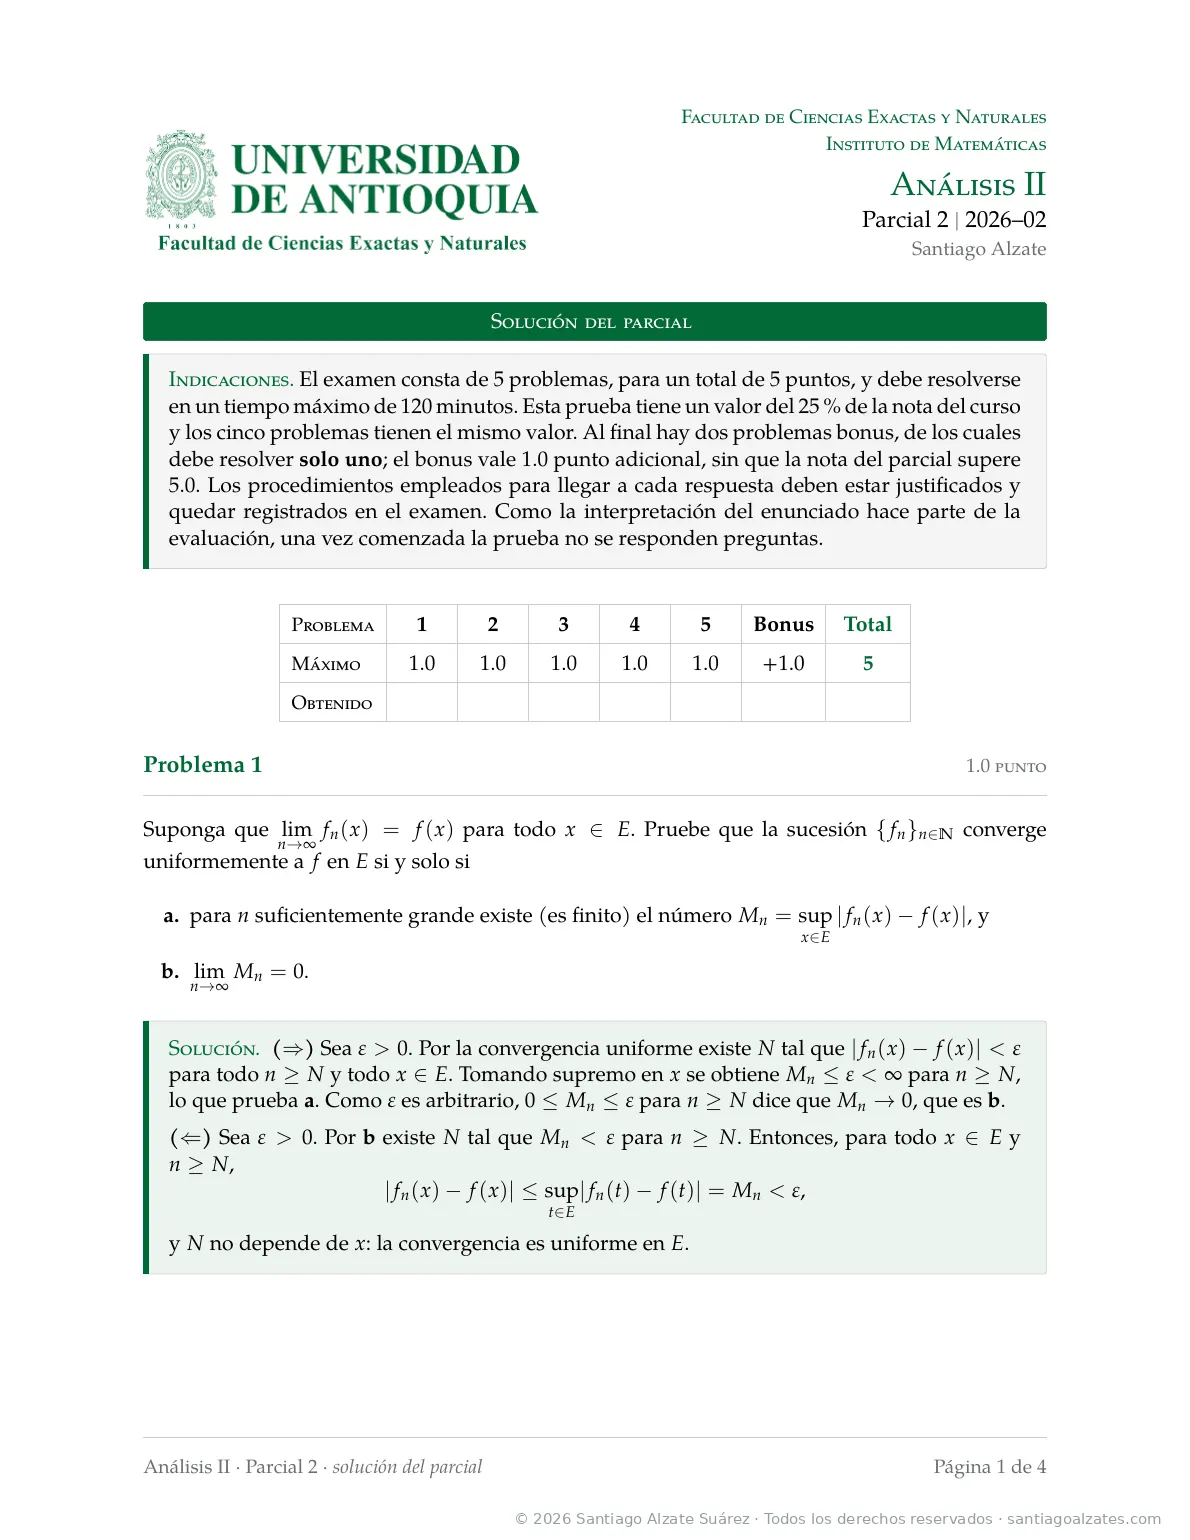 UNIVERSIDAD
DE ANTIOQUIA
1803
Facultad de Ciencias Exactas y Naturales
Facultad de Ciencias Exactas y Naturales
Instituto de Matemáticas
Análisis II
Parcial 2 | 2026–02
Santiago Alzate
Solución del parcial
Indicaciones. El examen consta de 5 problemas, para un total de 5 puntos, y debe resolverse
en un tiempo máximo de 120 minutos. Esta prueba tiene un valor del 25 % de la nota del curso
y los cinco problemas tienen el mismo valor. Al final hay dos problemas bonus, de los cuales
debe resolver solo uno; el bonus vale 1.0 punto adicional, sin que la nota del parcial supere
5.0. Los procedimientos empleados para llegar a cada respuesta deben estar justificados y
quedar registrados en el examen. Como la interpretación del enunciado hace parte de la
evaluación, una vez comenzada la prueba no se responden preguntas.
Problema 1 2 3 4 5 Bonus Total
Máximo 1.0 1.0 1.0 1.0 1.0 +1.0 5
Obtenido
Problema 1 1.0 punto
Suponga que lim_{n→∞} f_n(x) = f(x) para todo x ∈ E. Pruebe que la sucesión {f_n}_{n∈ℕ} converge
uniformemente a f en E si y solo si
a. para n suficientemente grande existe (es finito) el número M_n = sup_{x∈E} |f_n(x) − f(x)|, y
b. lim_{n→∞} M_n = 0.
Solución. (⇒) Sea ε > 0. Por la convergencia uniforme existe N tal que |f_n(x) − f(x)| < ε
para todo n ≥ N y todo x ∈ E. Tomando supremo en x se obtiene M_n ≤ ε < ∞ para n ≥ N,
lo que prueba a. Como ε es arbitrario, 0 ≤ M_n ≤ ε para n ≥ N dice que M_n → 0, que es b.
(⇐) Sea ε > 0. Por b existe N tal que M_n < ε para n ≥ N. Entonces, para todo x ∈ E y
n ≥ N,
|f_n(x) − f(x)| ≤ sup_{t∈E} |f_n(t) − f(t)| = M_n < ε,
y N no depende de x: la convergencia es uniforme en E.
Análisis II · Parcial 2 · solución del parcial Página 1 de 4
© 2026 Santiago Alzate Suárez · Todos los derechos reservados · santiagoalzates.com